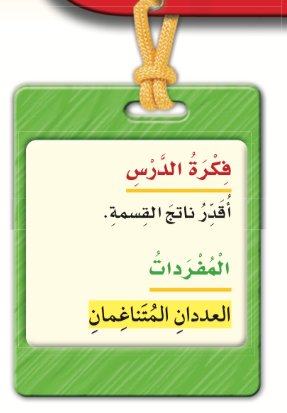 فِكْرَةُ الدَّرْسِ
أُقَدِّرُ ناتجَ القِسمةِ.
الْمُفْرَداتُ
العددانِ المُتَناغِمانِ